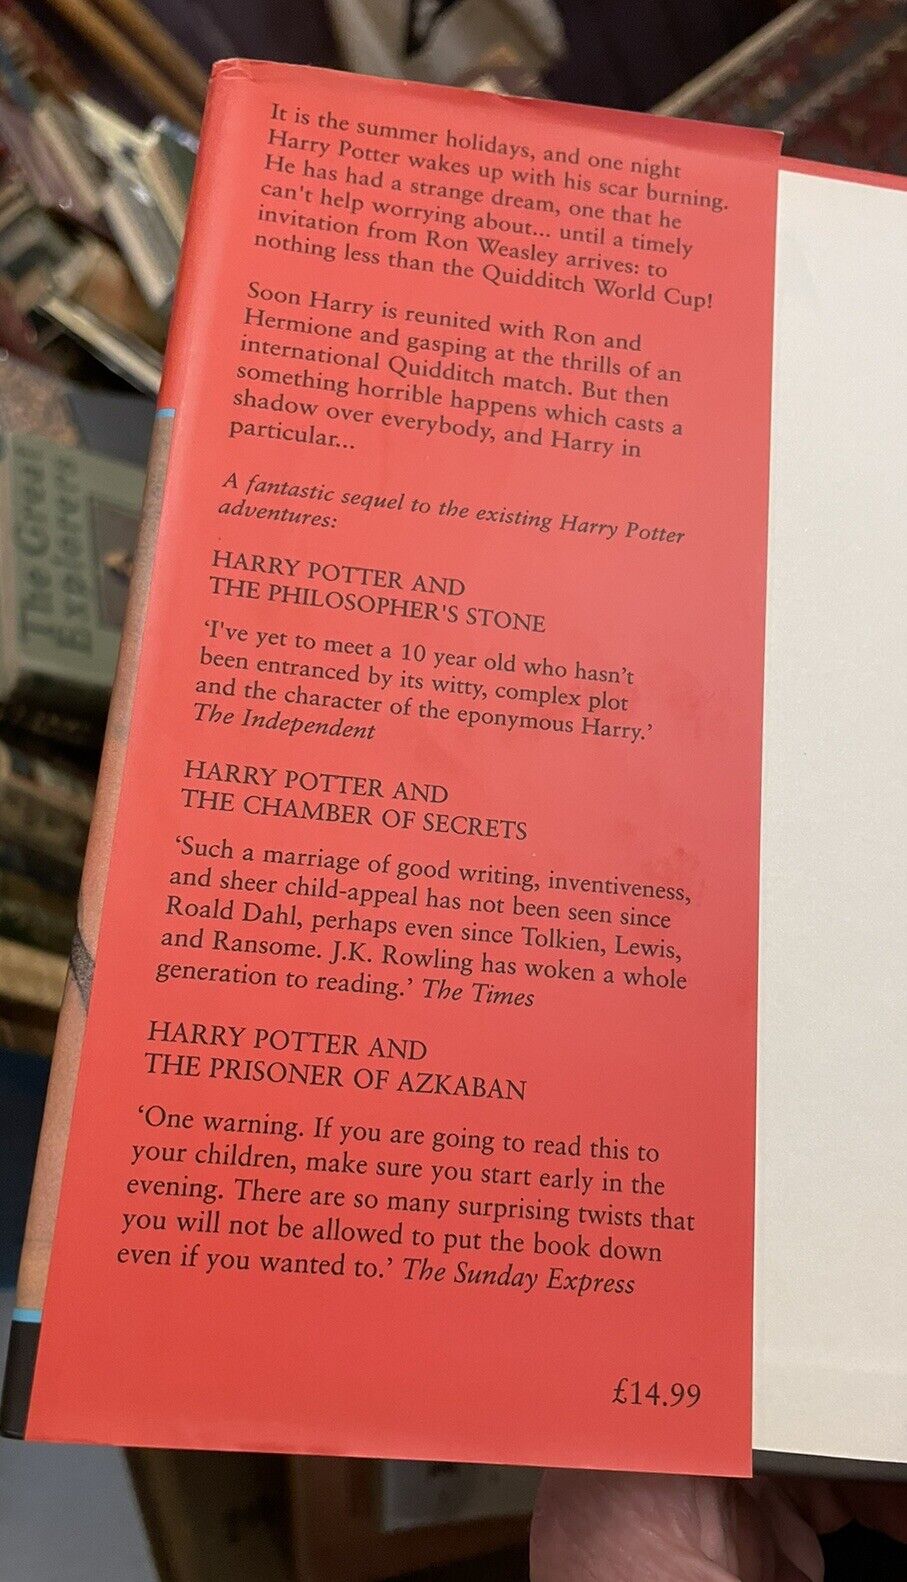 It is the summer holidays, and one night
Harry Potter wakes up with his scar burning.
He has had a strange dream, one that he
can't help worrying about... until a timely
invitation from Ron Weasley arrives: to
nothing less than the Quidditch World Cup!
Soon Harry is reunited with Ron and
Hermione and gasping at the thrills of an
international Quidditch match. But then
something horrible happens which casts a
shadow over everybody, and Harry in
particular...
A fantastic sequel to the existing Harry Potter
adventures:
HARRY POTTER AND
THE PHILOSOPHER'S STONE
‘I've yet to meet a 10 year old who hasn’t
been entranced by its witty, complex plot
and the character of the eponymous Harry.’
The Independent
HARRY POTTER AND
THE CHAMBER OF SECRETS
‘Such a marriage of good writing, inventiveness,
and sheer child-appeal has not been seen since
Roald Dahl, perhaps even since Tolkien, Lewis,
and Ransome. J.K. Rowling has woken a whole
generation to reading.’ The Times
HARRY POTTER AND
THE PRISONER OF AZKABAN
‘One warning. If you are going to read this to
your children, make sure you start early in the
evening. There are so many surprising twists that
you will not be allowed to put the book down
even if you wanted to.’ The Sunday Express
£14.99
The Great
Explorers